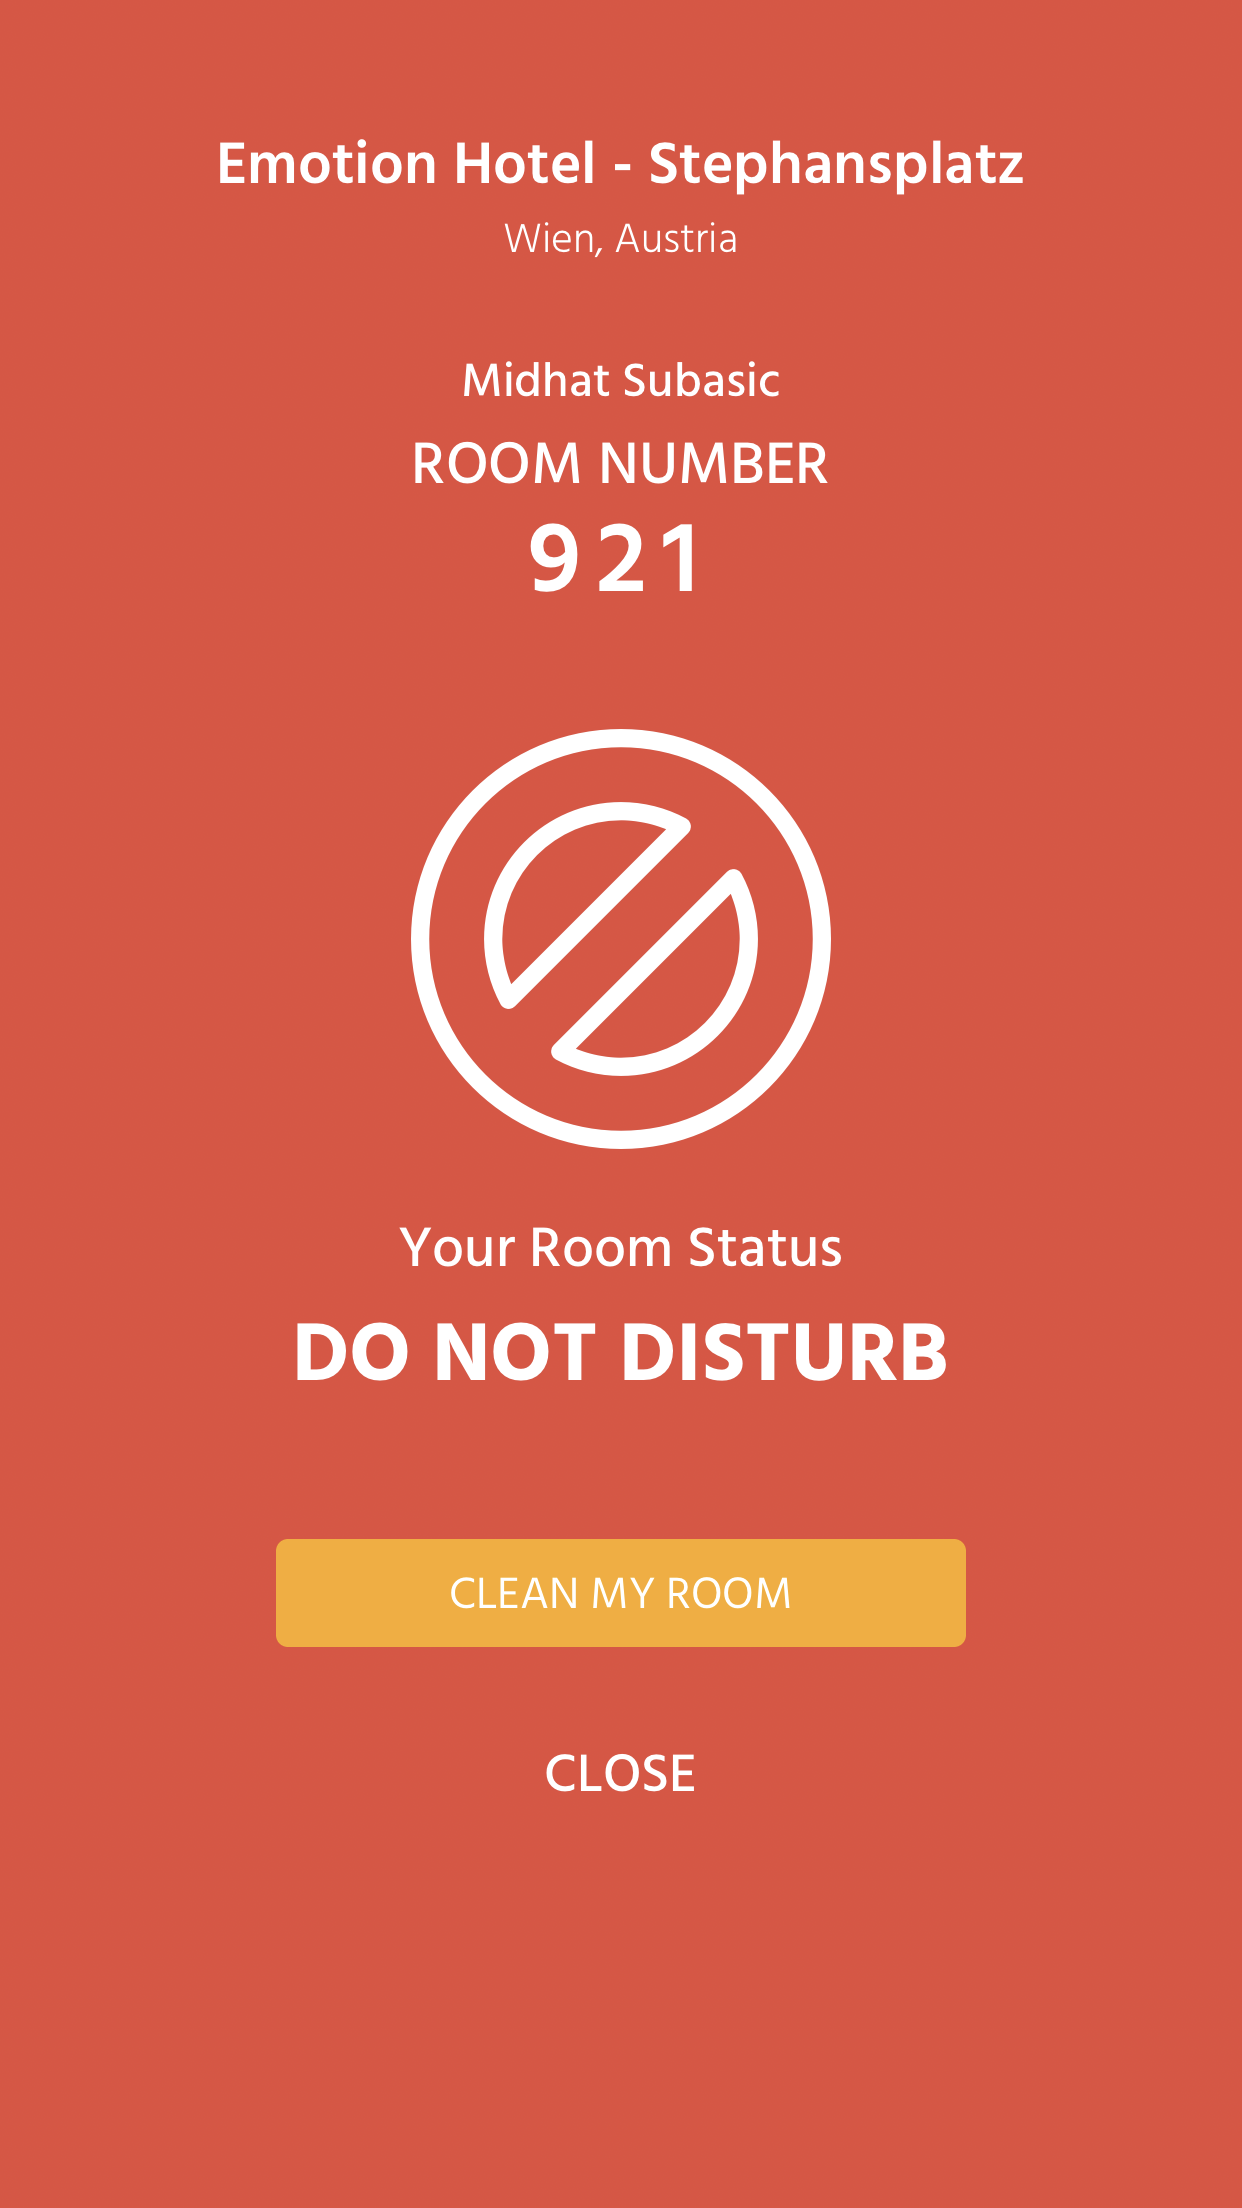 Emotion Hotel - Stephansplatz
Wien, Austria
Midhat Subasic
ROOM NUMBER
921
Your Room Status
DO NOT DISTURB
CLEAN MY ROOM
CLOSE